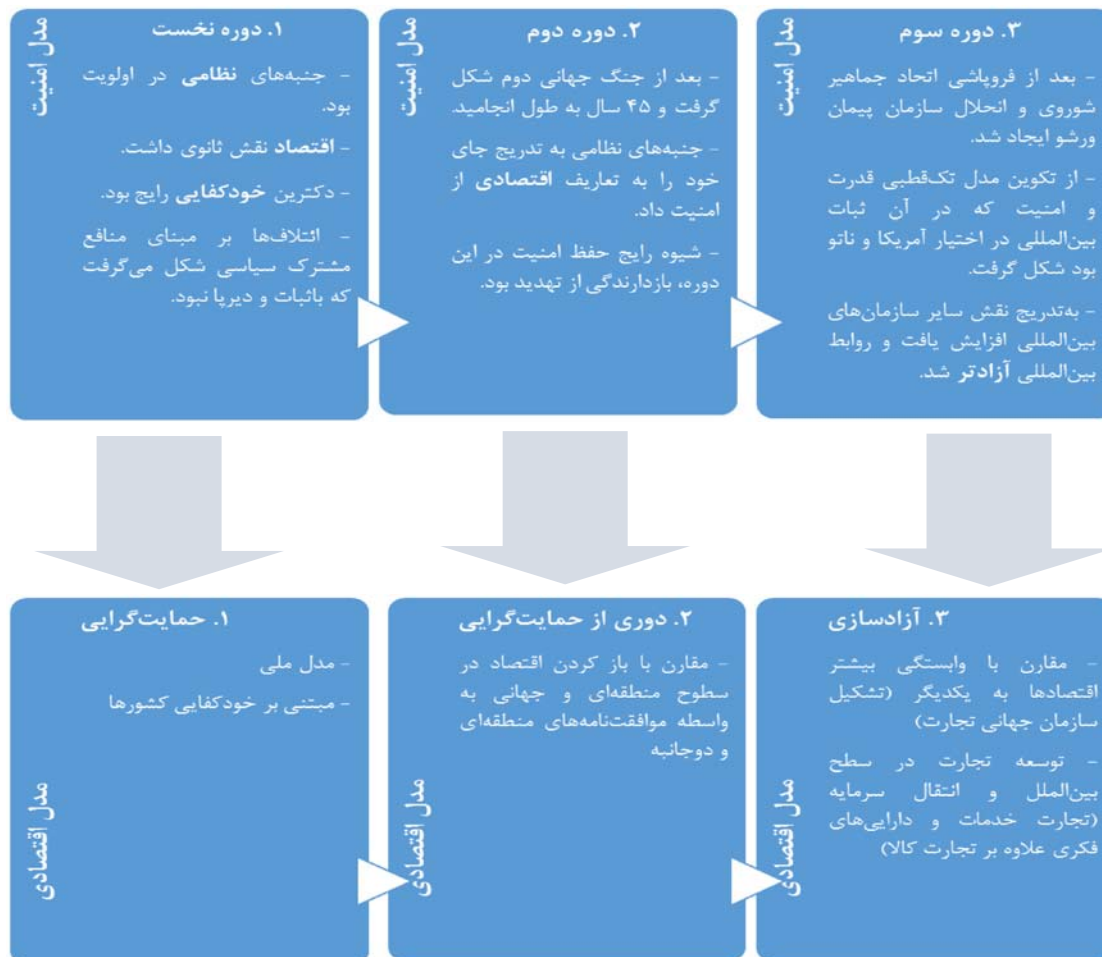 مدل امنیت
۱. دوره نخست
- جنبه‌های نظامی در اولویت
بود.
- اقتصاد نقش ثانوی داشت.
- دکترین خودکفایی رایج بود.
- ائتلاف‌ها بر مبنای منافع
مشترک سیاسی شکل می‌گرفت
که باثبات و دیرپا نبود.
مدل امنیت
۲. دوره دوم
- بعد از جنگ جهانی دوم شکل
گرفت و ۴۵ سال به طول انجامید.
- جنبه‌های نظامی به تدریج جای
خود را به تعاریف اقتصادی از
امنیت داد.
- شیوه رایج حفظ امنیت در این
دوره، بازدارندگی از تهدید بود.
مدل امنیت
۳. دوره سوم
- بعد از فروپاشی اتحاد جماهیر
شوروی و انحلال سازمان پیمان
ورشو ایجاد شد.
- از تکوین مدل تک‌قطبی قدرت
و امنیت که در آن ثبات
بین‌المللی در اختیار آمریکا و ناتو
بود شکل گرفت.
- به‌تدریج نقش سایر سازمان‌های
بین‌المللی افزایش یافت و روابط
بین‌المللی آزادتر شد.
مدل اقتصادی
۱. حمایت‌گرایی
- مدل ملی
- مبتنی بر خودکفایی کشورها
مدل اقتصادی
۲. دوری از حمایت‌گرایی
- مقارن با باز کردن اقتصاد در
سطوح منطقه‌ای و جهانی به
واسطه موافقت‌نامه‌های منطقه‌ای
و دوجانبه
مدل اقتصادی
۳. آزادسازی
- مقارن با وابستگی بیشتر
اقتصادها به یکدیگر (تشکیل
سازمان جهانی تجارت)
- توسعه تجارت در سطح
بین‌الملل و انتقال سرمایه
(تجارت خدمات و دارایی‌های
فکری علاوه بر تجارت کالا)